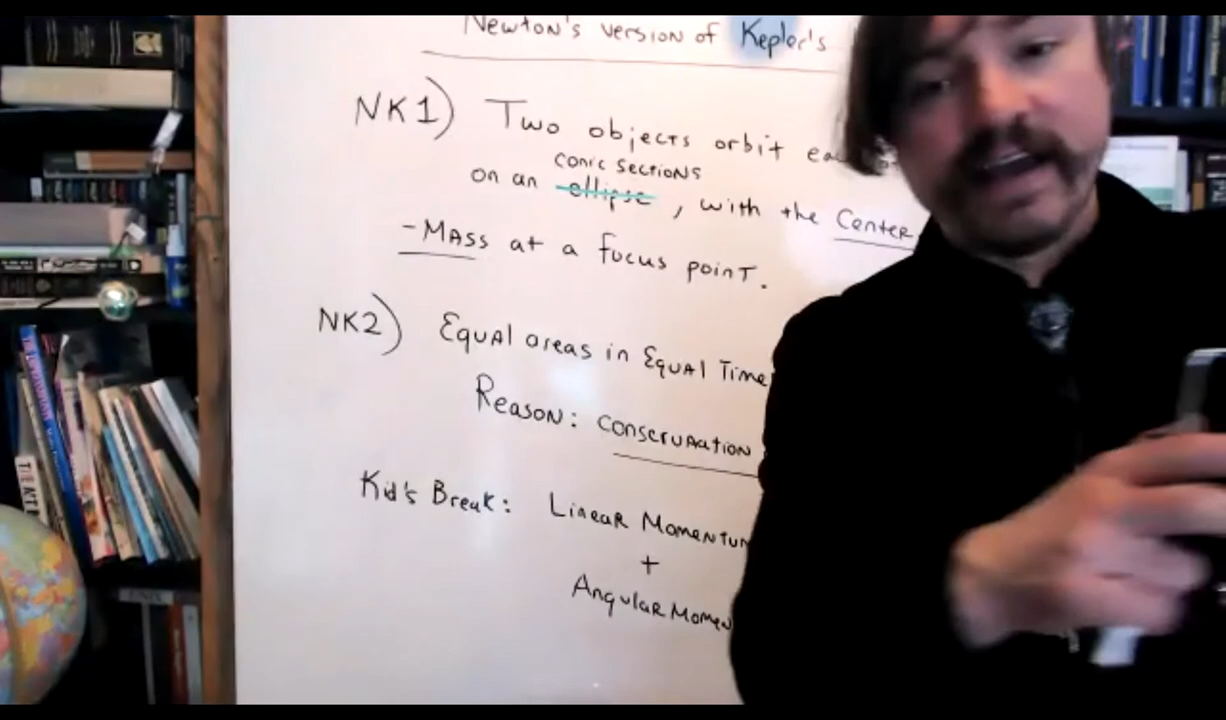 Newton's version of Kepler's
NK1) Two objects orbit
conic sections
on an ellipse, with the Center
-Mass at a focus point.
NK2) Equal areas in Equal Time
Reason: conservation
Kid's Break: Linear Momentum
+
Angular Momen
UNIX